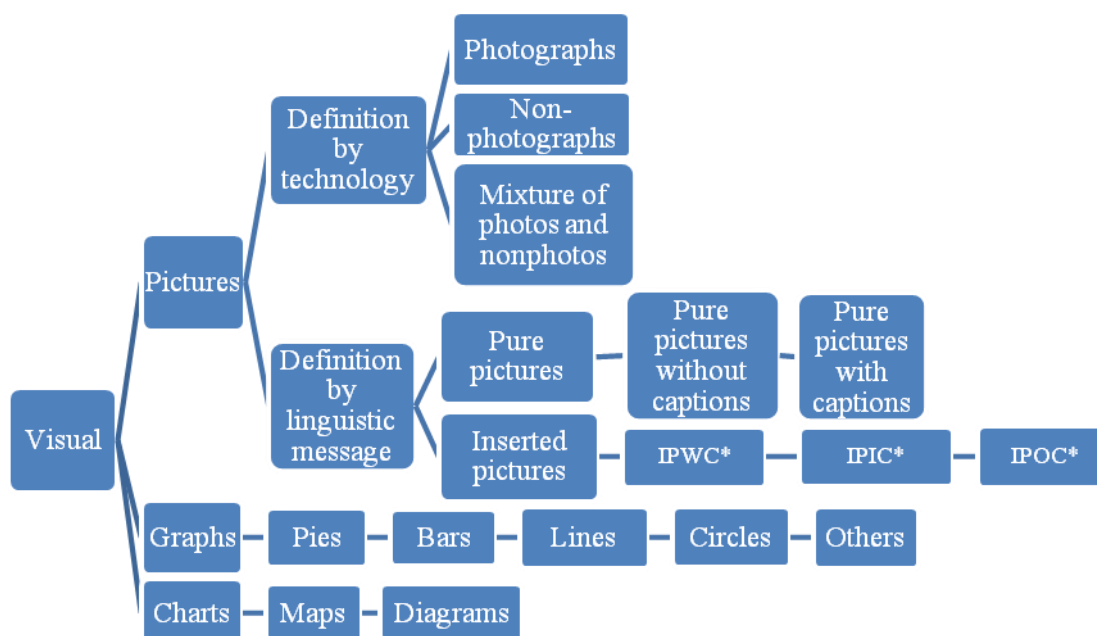 Photographs
Non-
photographs
Mixture of
photos and
nonphotos
Definition
by
technology
Pictures
Pure
pictures
Pure
pictures
without
captions
Pure
pictures
with
captions
Definition
by
linguistic
message
Inserted
pictures
IPWC*
IPIC*
IPOC*
Visual
Graphs
Pies
Bars
Lines
Circles
Others
Charts
Maps
Diagrams